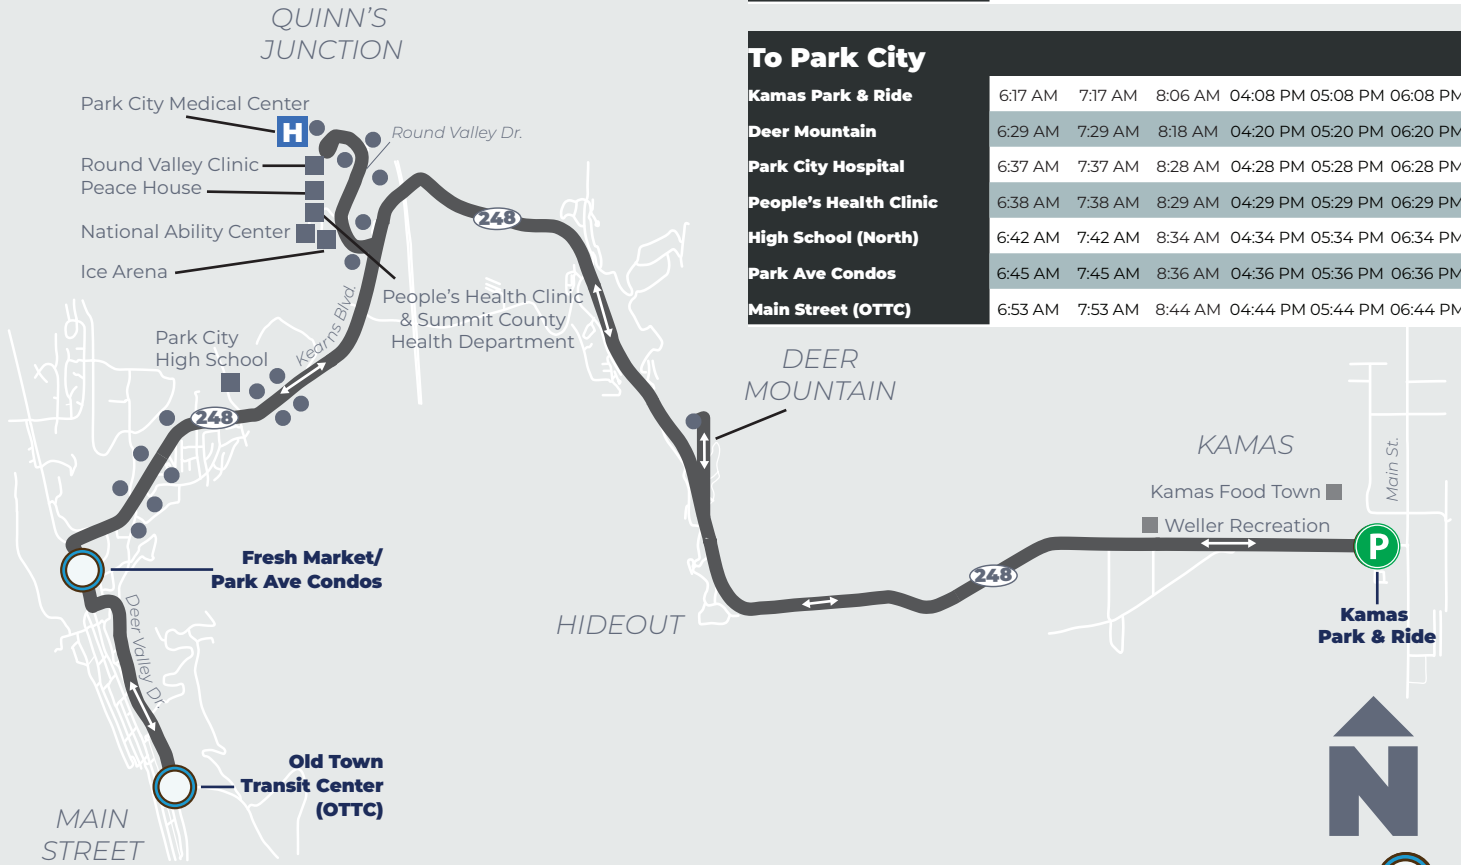 QUINN'S
JUNCTION
To Park City
Kamas Park & Ride 6:17 AM 7:17 AM 8:06 AM 04:08 PM 05:08 PM 06:08 PM
Deer Mountain 6:29 AM 7:29 AM 8:18 AM 04:20 PM 05:20 PM 06:20 PM
Park City Hospital 6:37 AM 7:37 AM 8:28 AM 04:28 PM 05:28 PM 06:28 PM
People's Health Clinic 6:38 AM 7:38 AM 8:29 AM 04:29 PM 05:29 PM 06:29 PM
High School (North) 6:42 AM 7:42 AM 8:34 AM 04:34 PM 05:34 PM 06:34 PM
Park Ave Condos 6:45 AM 7:45 AM 8:36 AM 04:36 PM 05:36 PM 06:36 PM
Main Street (OTTC) 6:53 AM 7:53 AM 8:44 AM 04:44 PM 05:44 PM 06:44 PM
Park City Medical Center
H
Round Valley Dr.
Round Valley Clinic
Peace House
National Ability Center
Ice Arena
248
People's Health Clinic
& Summit County
Health Department
Kearns Blvd.
Park City
High School
248
DEER
MOUNTAIN
KAMAS
Main St.
Kamas Food Town
Weller Recreation
P
Kamas
Park & Ride
248
HIDEOUT
Fresh Market/
Park Ave Condos
Deer Valley Dr.
Old Town
Transit Center
(OTTC)
MAIN
STREET
N